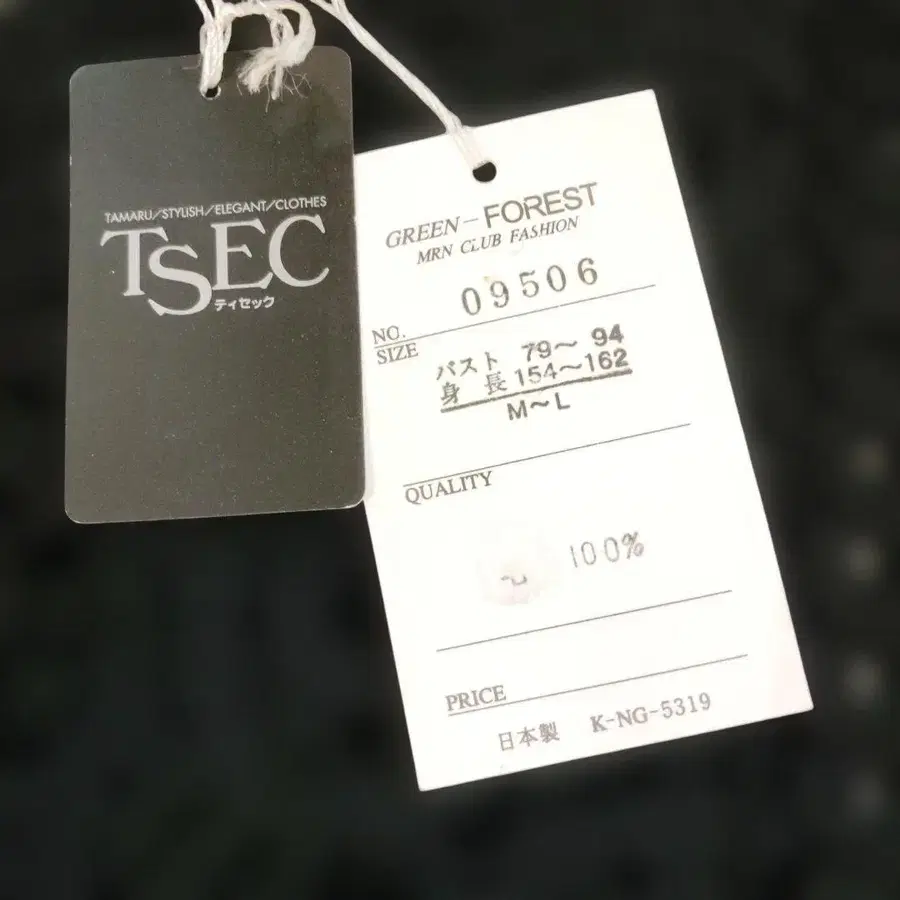 TAMARU/STYLISH/ELEGANT/CLOTHES
TSEC
ティセック
GREEN-FOREST
MRN CLUB FASHION
NO. 09506
SIZE
バスト 79〜94
身長 154〜162
M〜L
QUALITY
100%
PRICE
日本製 K-NG-5319